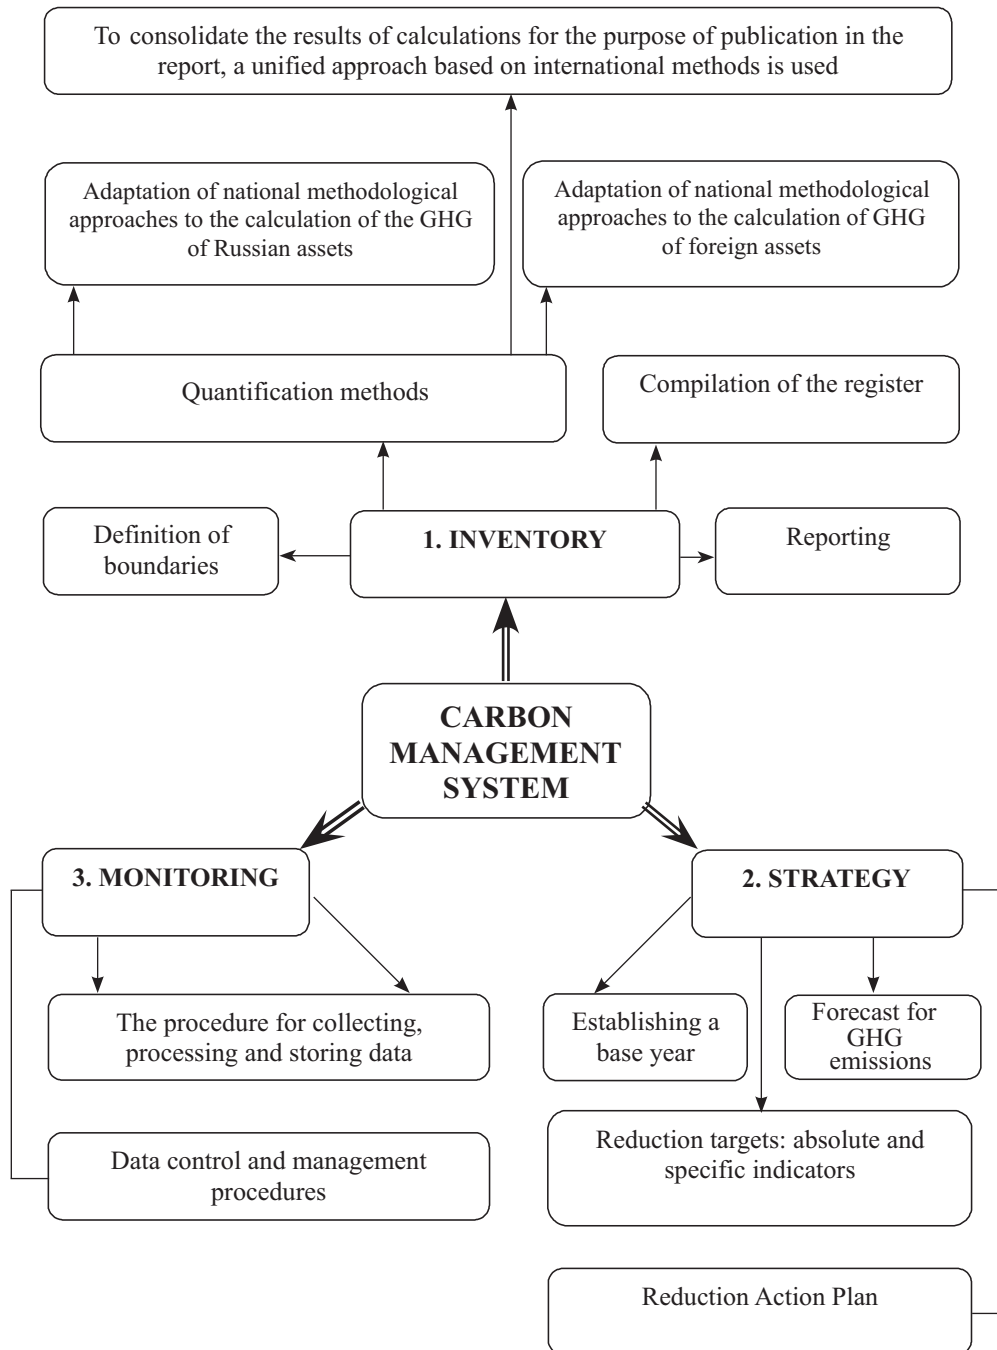 To consolidate the results of calculations for the purpose of publication in the
report, a unified approach based on international methods is used
Adaptation of national methodological
approaches to the calculation of the GHG
of Russian assets
Adaptation of national methodological
approaches to the calculation of GHG
of foreign assets
Quantification methods
Compilation of the register
Definition of
boundaries
1. INVENTORY
Reporting
CARBON
MANAGEMENT
SYSTEM
3. MONITORING
2. STRATEGY
The procedure for collecting,
processing and storing data
Establishing a
base year
Forecast for
GHG
emissions
Data control and management
procedures
Reduction targets: absolute and
specific indicators
Reduction Action Plan